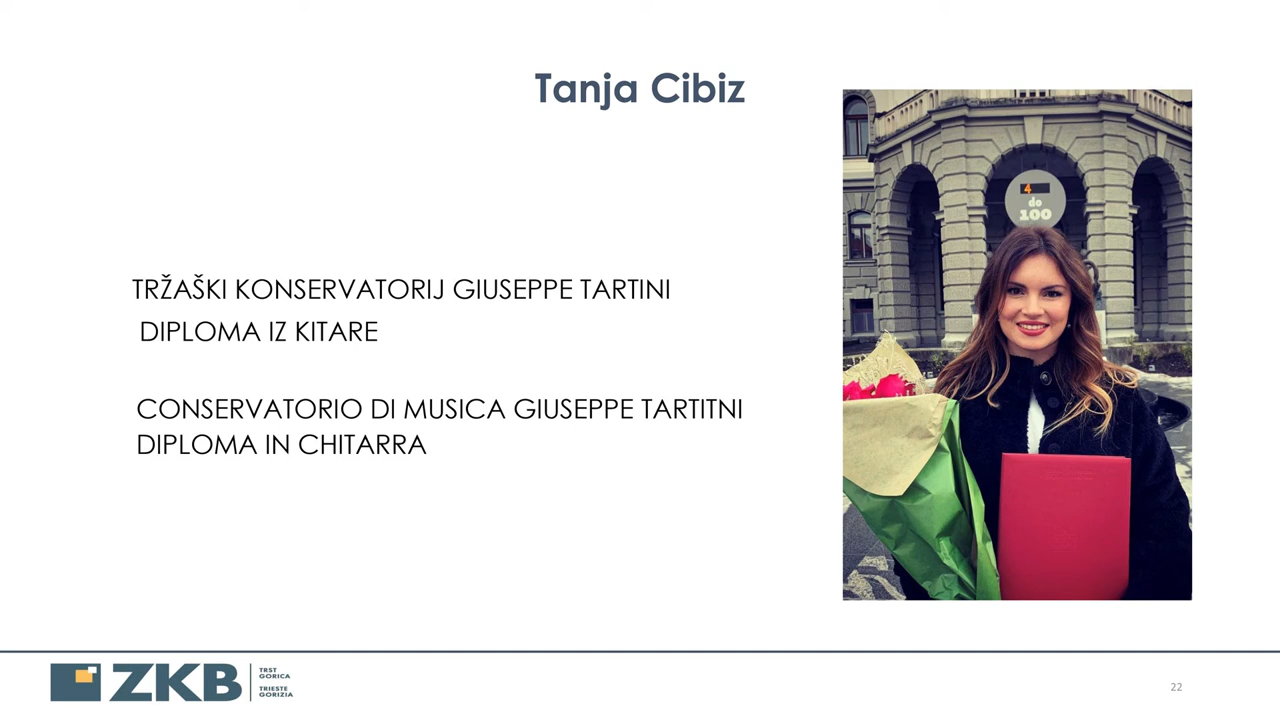 Tanja Cibiz
4
do
100
TRŽAŠKI KONSERVATORIJ GIUSEPPE TARTINI
DIPLOMA IZ KITARE
CONSERVATORIO DI MUSICA GIUSEPPE TARTITNI
DIPLOMA IN CHITARRA
ZKB
TRST
GORICA
TRIESTE
GORIZIA
22